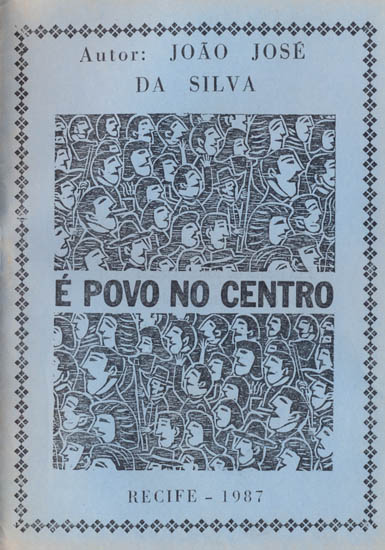 Autor: JOÃO JOSÉ
DA SILVA
É POVO NO CENTRO
RECIFE - 1987